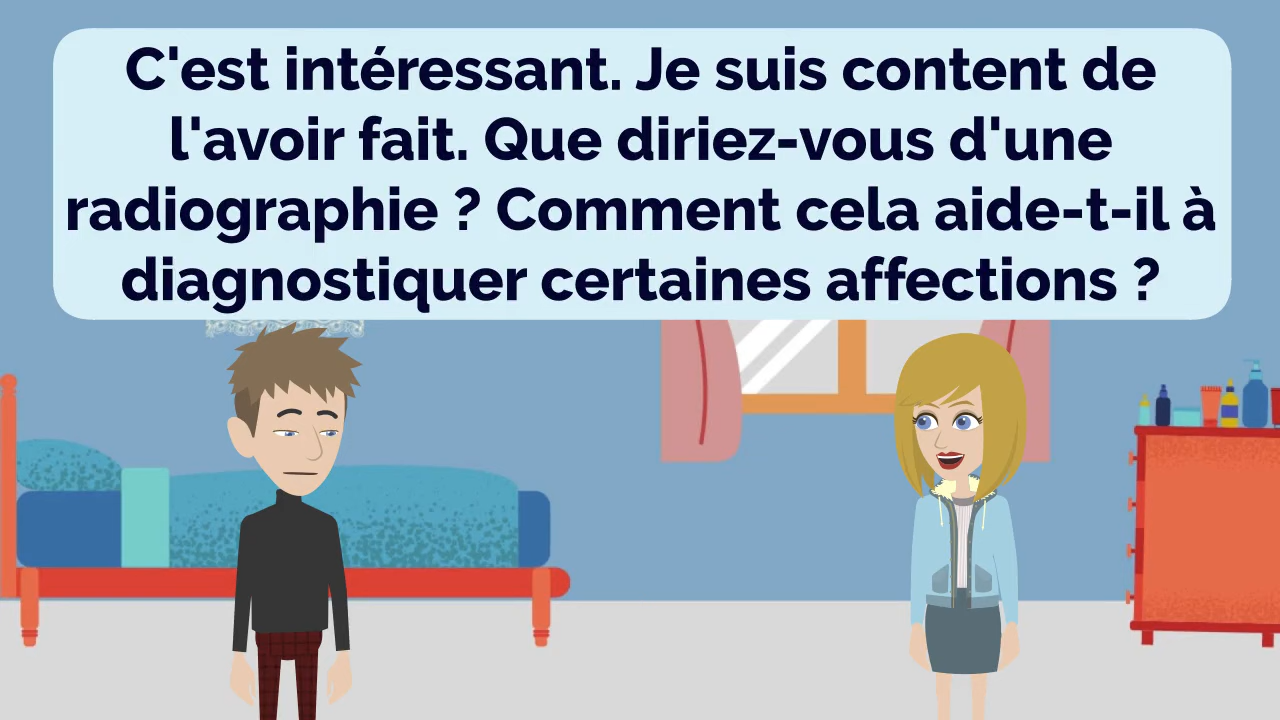 C'est intéressant. Je suis content de
l'avoir fait. Que diriez-vous d'une
radiographie ? Comment cela aide-t-il à
diagnostiquer certaines affections ?